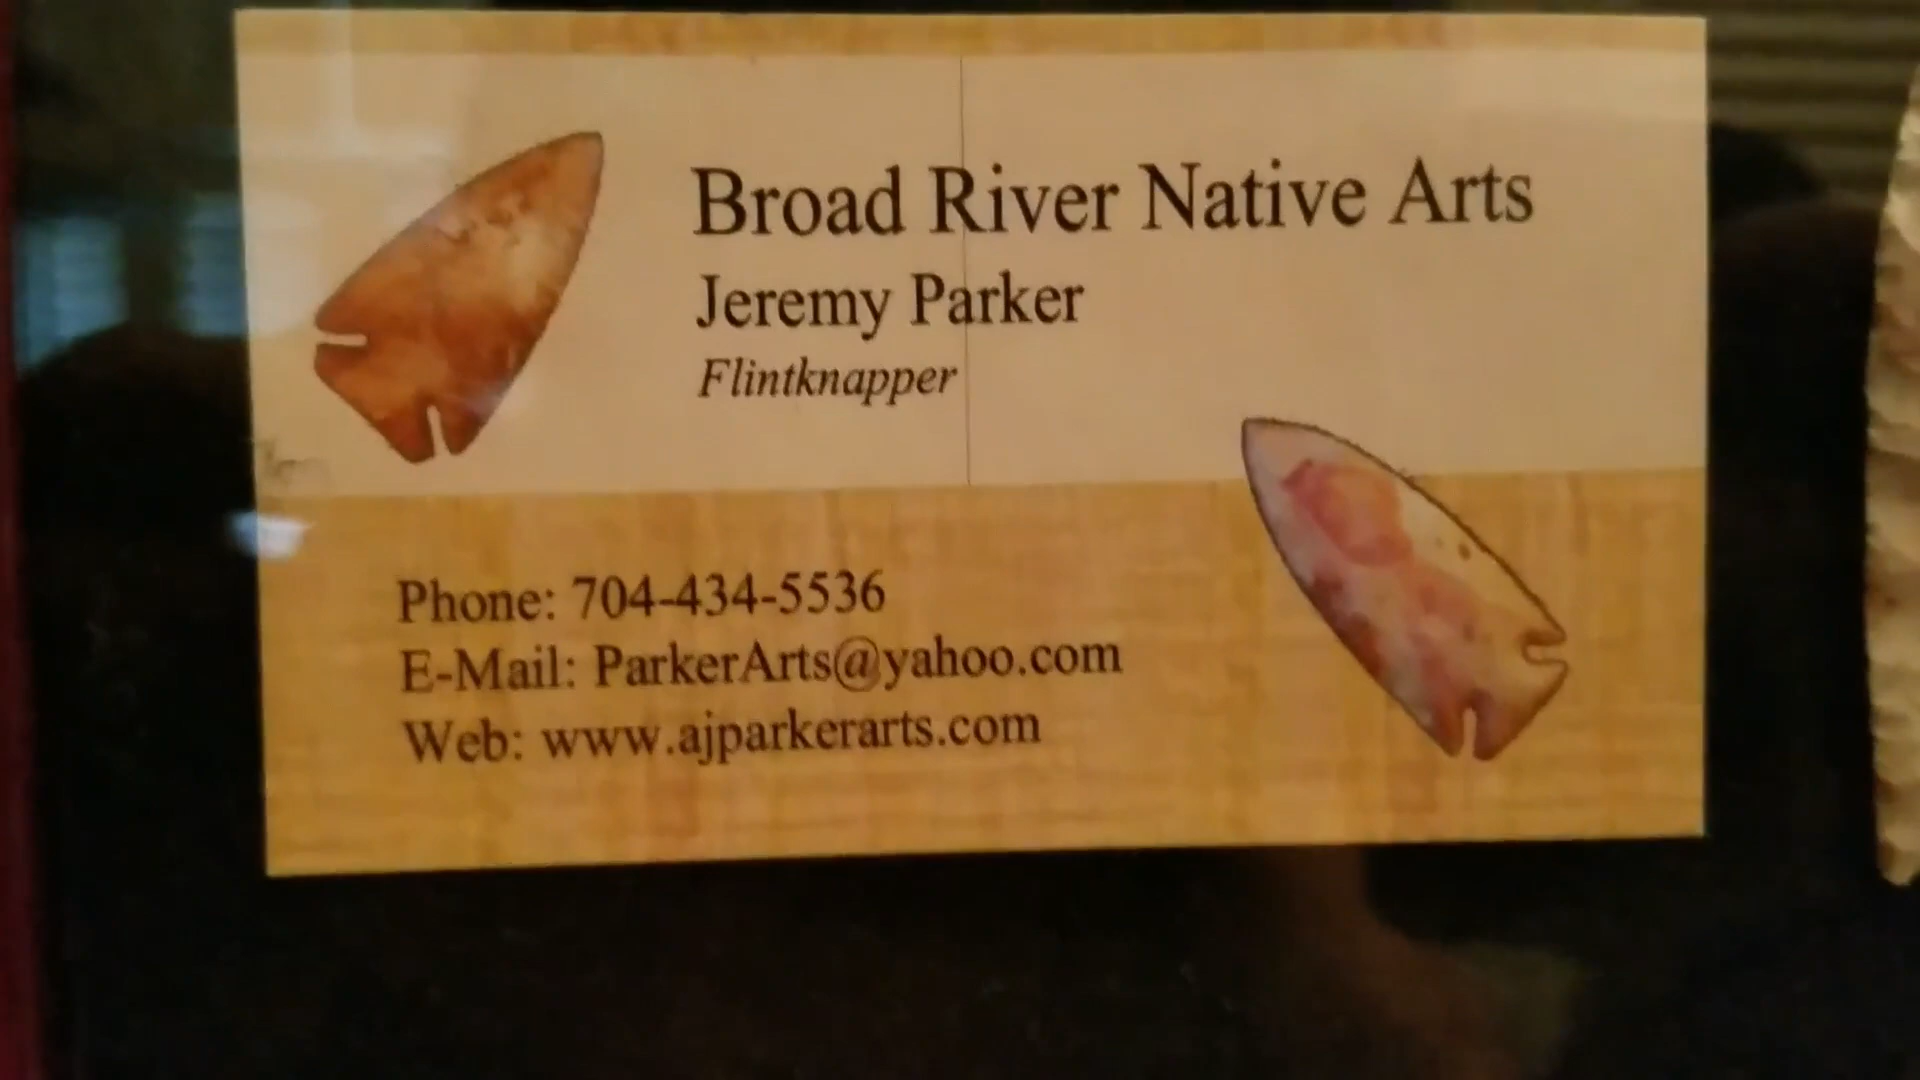 Broad River Native Arts
Jeremy Parker
Flintknapper
Phone: 704-434-5536
E-Mail: ParkerArts@yahoo.com
Web: www.ajparkerarts.com